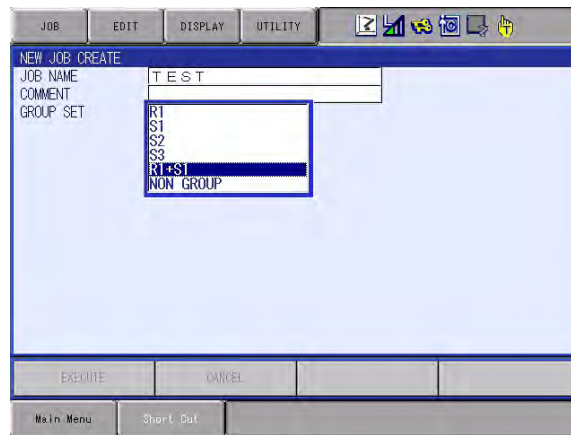 JOB EDIT DISPLAY UTILITY
NEW JOB CREATE
JOB NAME TEST
COMMENT
GROUP SET
R1
S1
S2
S3
R1+S1
NON GROUP
EXECUTE CANCEL
Main Menu Short Cut